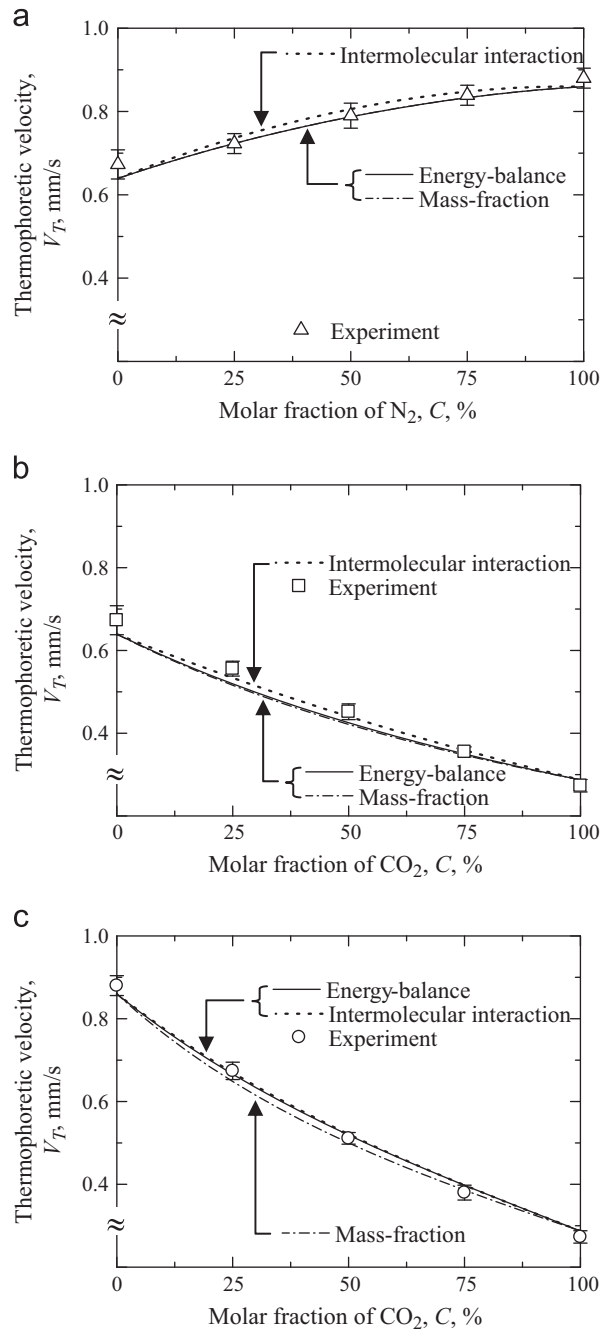 a
1.0
Intermolecular interaction
0.8
Energy-balance
Mass-fraction
0.6
0.4
Thermophoretic velocity,
V_T, mm/s
≈
△ Experiment
0 25 50 75 100
Molar fraction of N₂, C, %
b
1.0
0.8
Intermolecular interaction
□ Experiment
0.6
0.4
Thermophoretic velocity,
V_T, mm/s
Energy-balance
Mass-fraction
≈
0 25 50 75 100
Molar fraction of CO₂, C, %
c
1.0
Energy-balance
Intermolecular interaction
○ Experiment
0.8
0.6
0.4
Thermophoretic velocity,
V_T, mm/s
Mass-fraction
≈
0 25 50 75 100
Molar fraction of CO₂, C, %